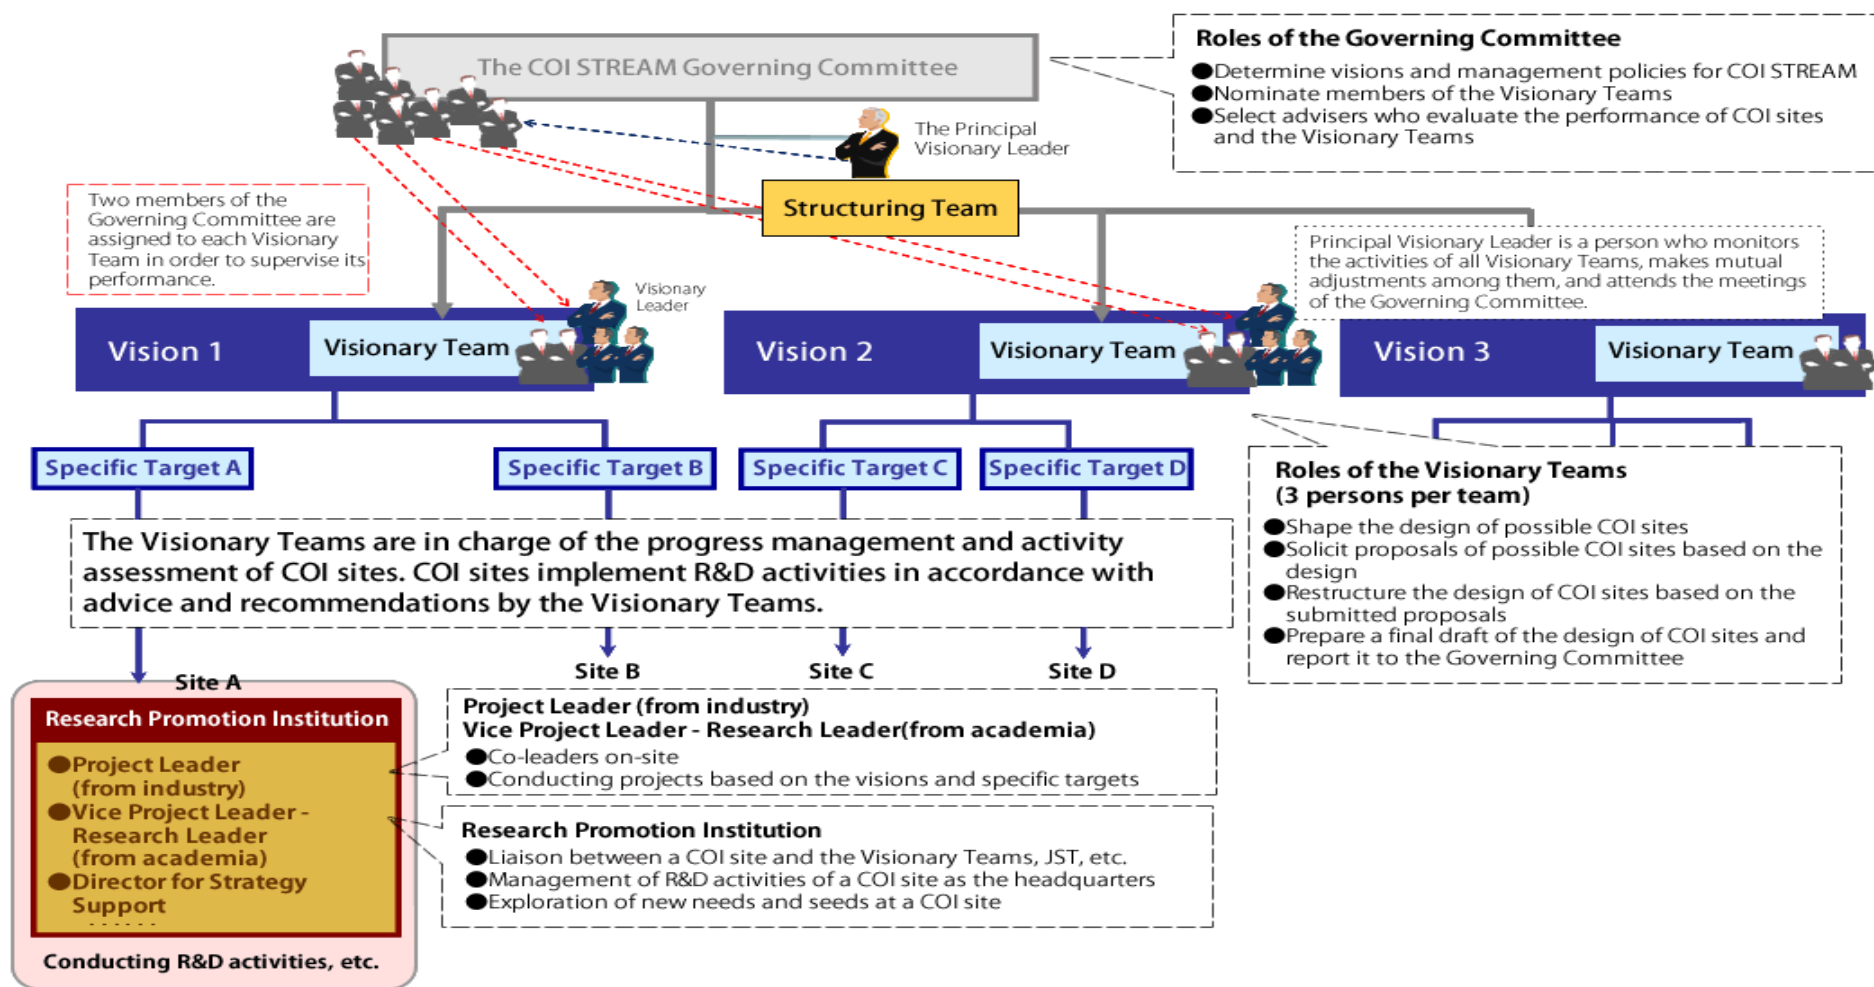 The COI STREAM Governing Committee
Roles of the Governing Committee
●Determine visions and management policies for COI STREAM
●Nominate members of the Visionary Teams
●Select advisers who evaluate the performance of COI sites
and the Visionary Teams
The Principal
Visionary Leader
Structuring Team
Two members of the
Governing Committee are
assigned to each Visionary
Team in order to supervise its
performance.
Principal Visionary Leader is a person who monitors
the activities of all Visionary Teams, makes mutual
adjustments among them, and attends the meetings
of the Governing Committee.
Visionary
Leader
Vision 1
Visionary Team
Vision 2
Visionary Team
Vision 3
Visionary Team
Specific Target A
Specific Target B
Specific Target C
Specific Target D
Roles of the Visionary Teams
(3 persons per team)
●Shape the design of possible COI sites
●Solicit proposals of possible COI sites based on the
design
●Restructure the design of COI sites based on the
submitted proposals
●Prepare a final draft of the design of COI sites and
report it to the Governing Committee
The Visionary Teams are in charge of the progress management and activity
assessment of COI sites. COI sites implement R&D activities in accordance with
advice and recommendations by the Visionary Teams.
Site A
Site B
Site C
Site D
Research Promotion Institution
●Project Leader
(from industry)
●Vice Project Leader -
Research Leader
(from academia)
●Director for Strategy
Support
. . . . . .
Conducting R&D activities, etc.
Project Leader (from industry)
Vice Project Leader - Research Leader(from academia)
●Co-leaders on-site
●Conducting projects based on the visions and specific targets
Research Promotion Institution
●Liaison between a COI site and the Visionary Teams, JST, etc.
●Management of R&D activities of a COI site as the headquarters
●Exploration of new needs and seeds at a COI site